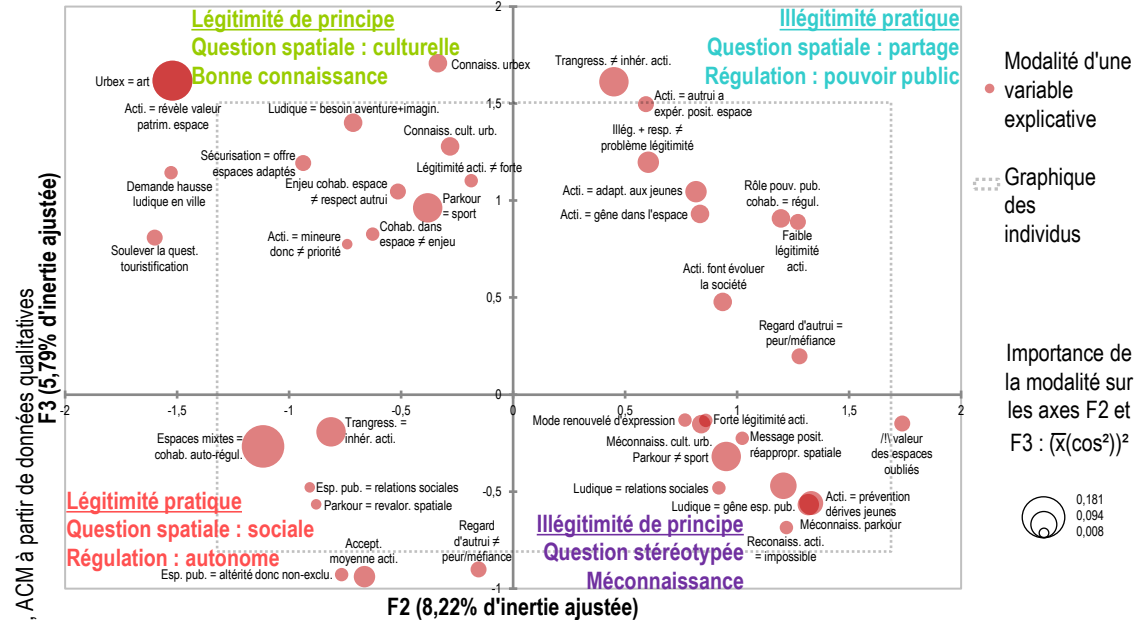 Légitimité de principe
Question spatiale : culturelle
Bonne connaissance
Illégitimité pratique
Question spatiale : partage
Régulation : pouvoir public
Légitimité pratique
Question spatiale : sociale
Régulation : autonome
Illégitimité de principe
Question stéréotypée
Méconnaissance
Urbex = art
Acti. = révèle valeur
patrim. espace
Demande hausse
ludique en ville
Soulever la quest.
touristification
Connaiss. urbex
Ludique = besoin aventure+imagin.
Connaiss. cult. urb.
Sécurisation = offre
espaces adaptés
Légitimité acti. ≠ forte
Enjeu cohab. espace
≠ respect autrui
Parkour
= sport
Acti. = mineure
donc ≠ priorité
Cohab. dans
espace ≠ enjeu
Trangress. ≠ inhér. acti.
Acti. = autrui a
expér. posit. espace
Illég. + resp. ≠
problème légitimité
Acti. = adapt. aux jeunes
Acti. = gêne dans l'espace
Rôle pouv. pub.
cohab. = régul.
Faible
légitimité
acti.
Acti. font évoluer
la société
Regard d'autrui =
peur/méfiance
Espaces mixtes =
cohab. auto-régul.
Trangress. =
inhér. acti.
Esp. pub. = relations sociales
Parkour = revalor. spatiale
Accept.
moyenne acti.
Regard
d'autrui ≠
peur/méfiance
Esp. pub. = altérité donc non-exclu.
Mode renouvelé d'expression
Forte légitimité acti.
Méconnaiss. cult. urb.
Parkour ≠ sport
Message posit.
réappropr. spatiale
/!\ valeur
des espaces
oubliés
Ludique = relations sociales
Ludique = gêne esp. pub.
Acti. = prévention
dérives jeunes
Méconnaiss. parkour
Reconaiss. acti.
= impossible
2
1,5
1
0,5
0
-0,5
-1
-2
-1,5
-1
-0,5
0
0,5
1
1,5
2
F2 (8,22% d'inertie ajustée)
F3 (5,79% d'inertie ajustée)
, ACM à partir de données qualitatives
Modalité d'une
variable
explicative
Graphique
des
individus
Importance de
la modalité sur
les axes F2 et
F3 : (x̅(cos²))²
0,181
0,094
0,008